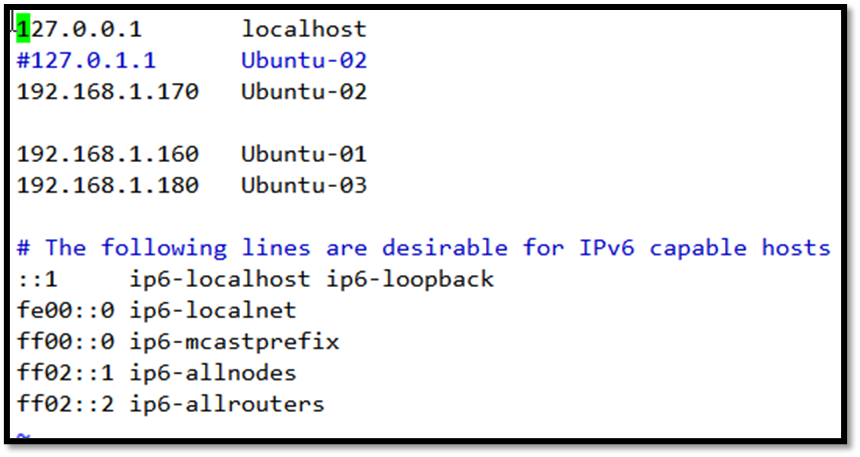 127.0.0.1       localhost
#127.0.1.1      Ubuntu-02
192.168.1.170   Ubuntu-02
192.168.1.160   Ubuntu-01
192.168.1.180   Ubuntu-03
# The following lines are desirable for IPv6 capable hosts
::1     ip6-localhost ip6-loopback
fe00::0 ip6-localnet
ff00::0 ip6-mcastprefix
ff02::1 ip6-allnodes
ff02::2 ip6-allrouters
~